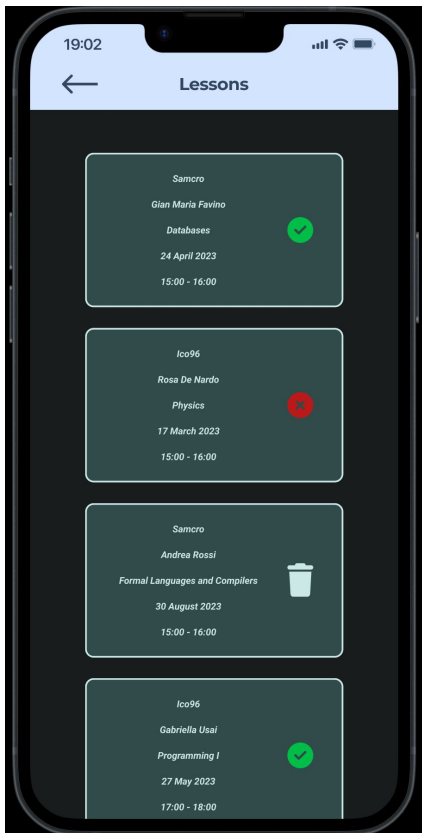 19:02
Lessons
Samcro
Gian Maria Favino
Databases
24 April 2023
15:00 - 16:00
Ico96
Rosa De Nardo
Physics
17 March 2023
15:00 - 16:00
Samcro
Andrea Rossi
Formal Languages and Compilers
30 August 2023
15:00 - 16:00
Ico96
Gabriella Usai
Programming I
27 May 2023
17:00 - 18:00